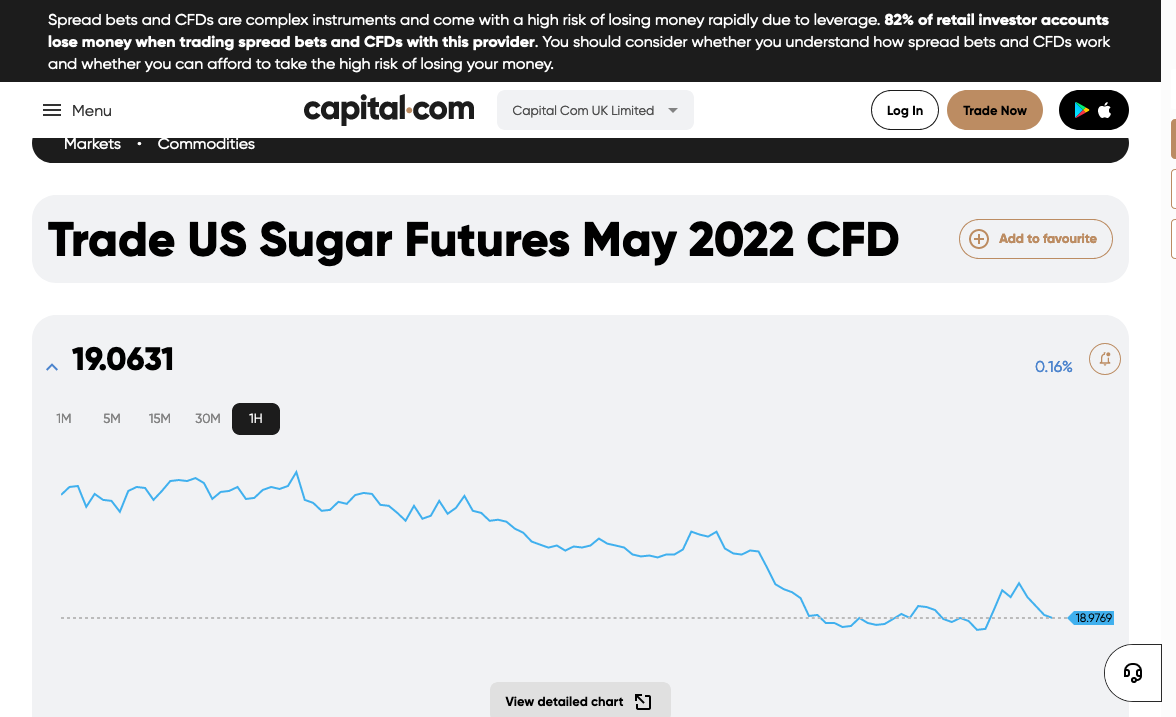 Spread bets and CFDs are complex instruments and come with a high risk of losing money rapidly due to leverage. 82% of retail investor accounts
lose money when trading spread bets and CFDs with this provider. You should consider whether you understand how spread bets and CFDs work
and whether you can afford to take the high risk of losing your money.
Menu
capital.com
Capital Com UK Limited
Log In
Trade Now
Markets • Commodities
Trade US Sugar Futures May 2022 CFD
Add to favourite
19.0631
0.16%
1M 5M 15M 30M 1H
18.9769
View detailed chart